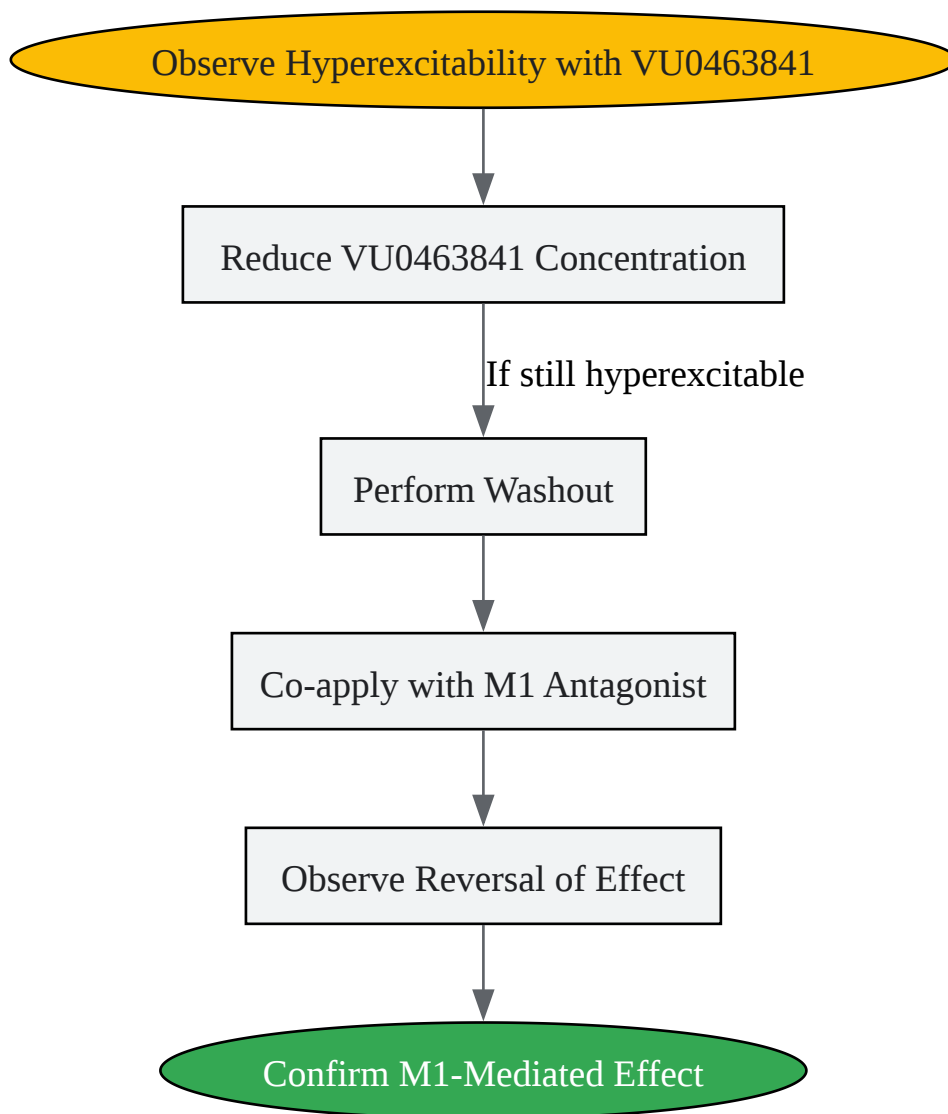 Observe Hyperexcitability with VU0463841
Reduce VU0463841 Concentration
If still hyperexcitable
Perform Washout
Co-apply with M1 Antagonist
Observe Reversal of Effect
Confirm M1-Mediated Effect